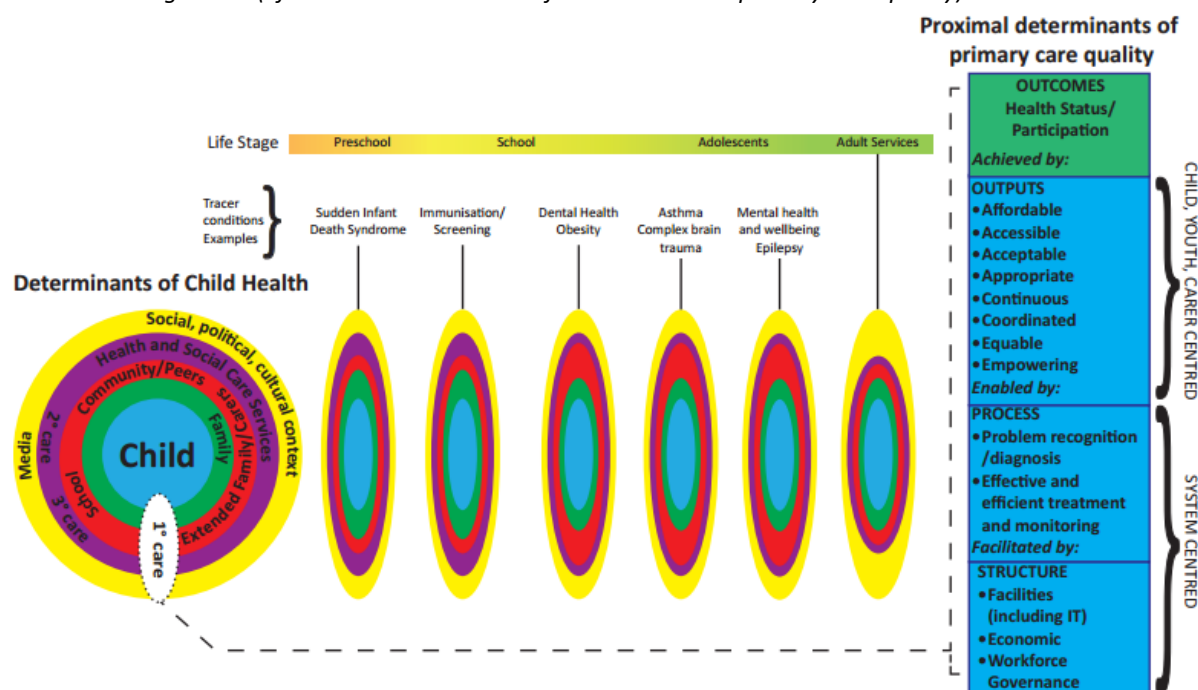 Proximal determinants of
primary care quality
OUTCOMES
Health Status/
Participation
Achieved by:
OUTPUTS
•Affordable
•Accessible
•Acceptable
•Appropriate
•Continuous
•Coordinated
•Equable
•Empowering
Enabled by:
PROCESS
•Problem recognition
/diagnosis
•Effective and
efficient treatment
and monitoring
Facilitated by:
STRUCTURE
•Facilities
(including IT)
•Economic
•Workforce
Governance
CHILD, YOUTH, CARER CENTRED
SYSTEM CENTRED
Life Stage
Preschool
School
Adolescents
Adult Services
Tracer
conditions
Examples
Sudden Infant
Death Syndrome
Immunisation/
Screening
Dental Health
Obesity
Asthma
Complex brain
trauma
Mental health
and wellbeing
Epilepsy
Determinants of Child Health
Social, political, cultural context
Media
Health and Social Care Services
2° care
3° care
Community/Peers
Extended Family/Carers
School
Family
Child
1° care